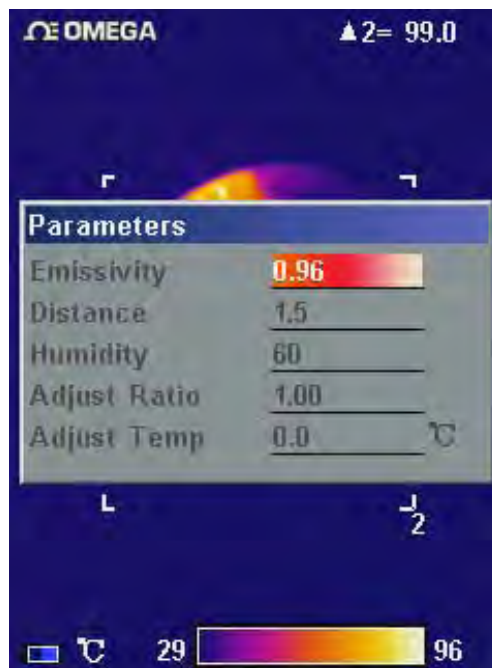 ΩE OMEGA ▲2= 99.0
Parameters
Emissivity 0.96
Distance 1.5
Humidity 60
Adjust Ratio 1.00
Adjust Temp 0.0 ℃
2
℃ 29 96